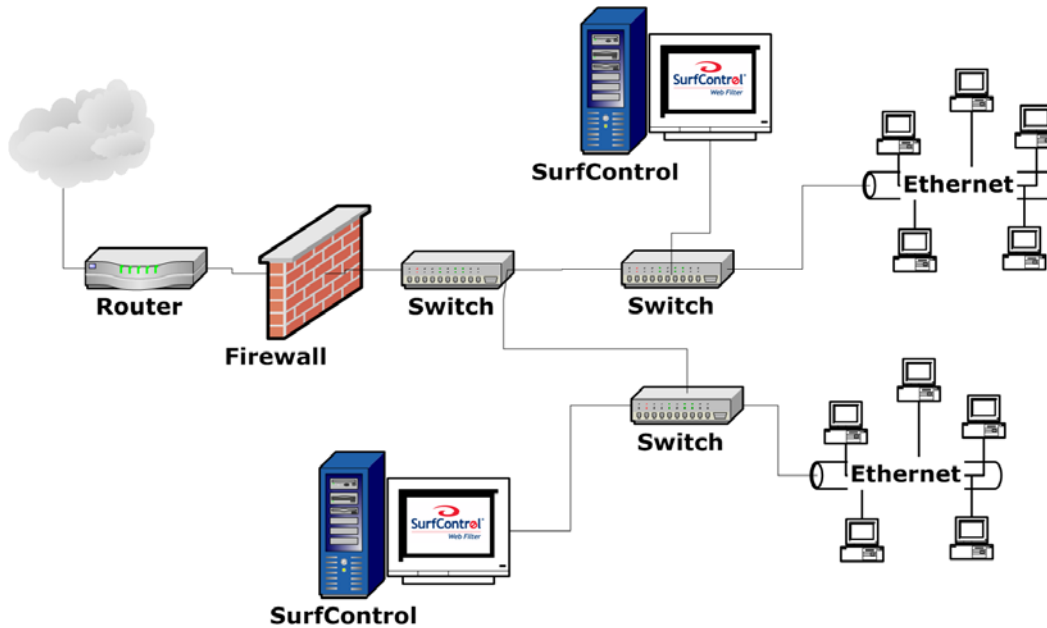 SurfControl
Web Filter
SurfControl
Ethernet
Router
Firewall
Switch
Switch
Switch
Ethernet
SurfControl
Web Filter
SurfControl